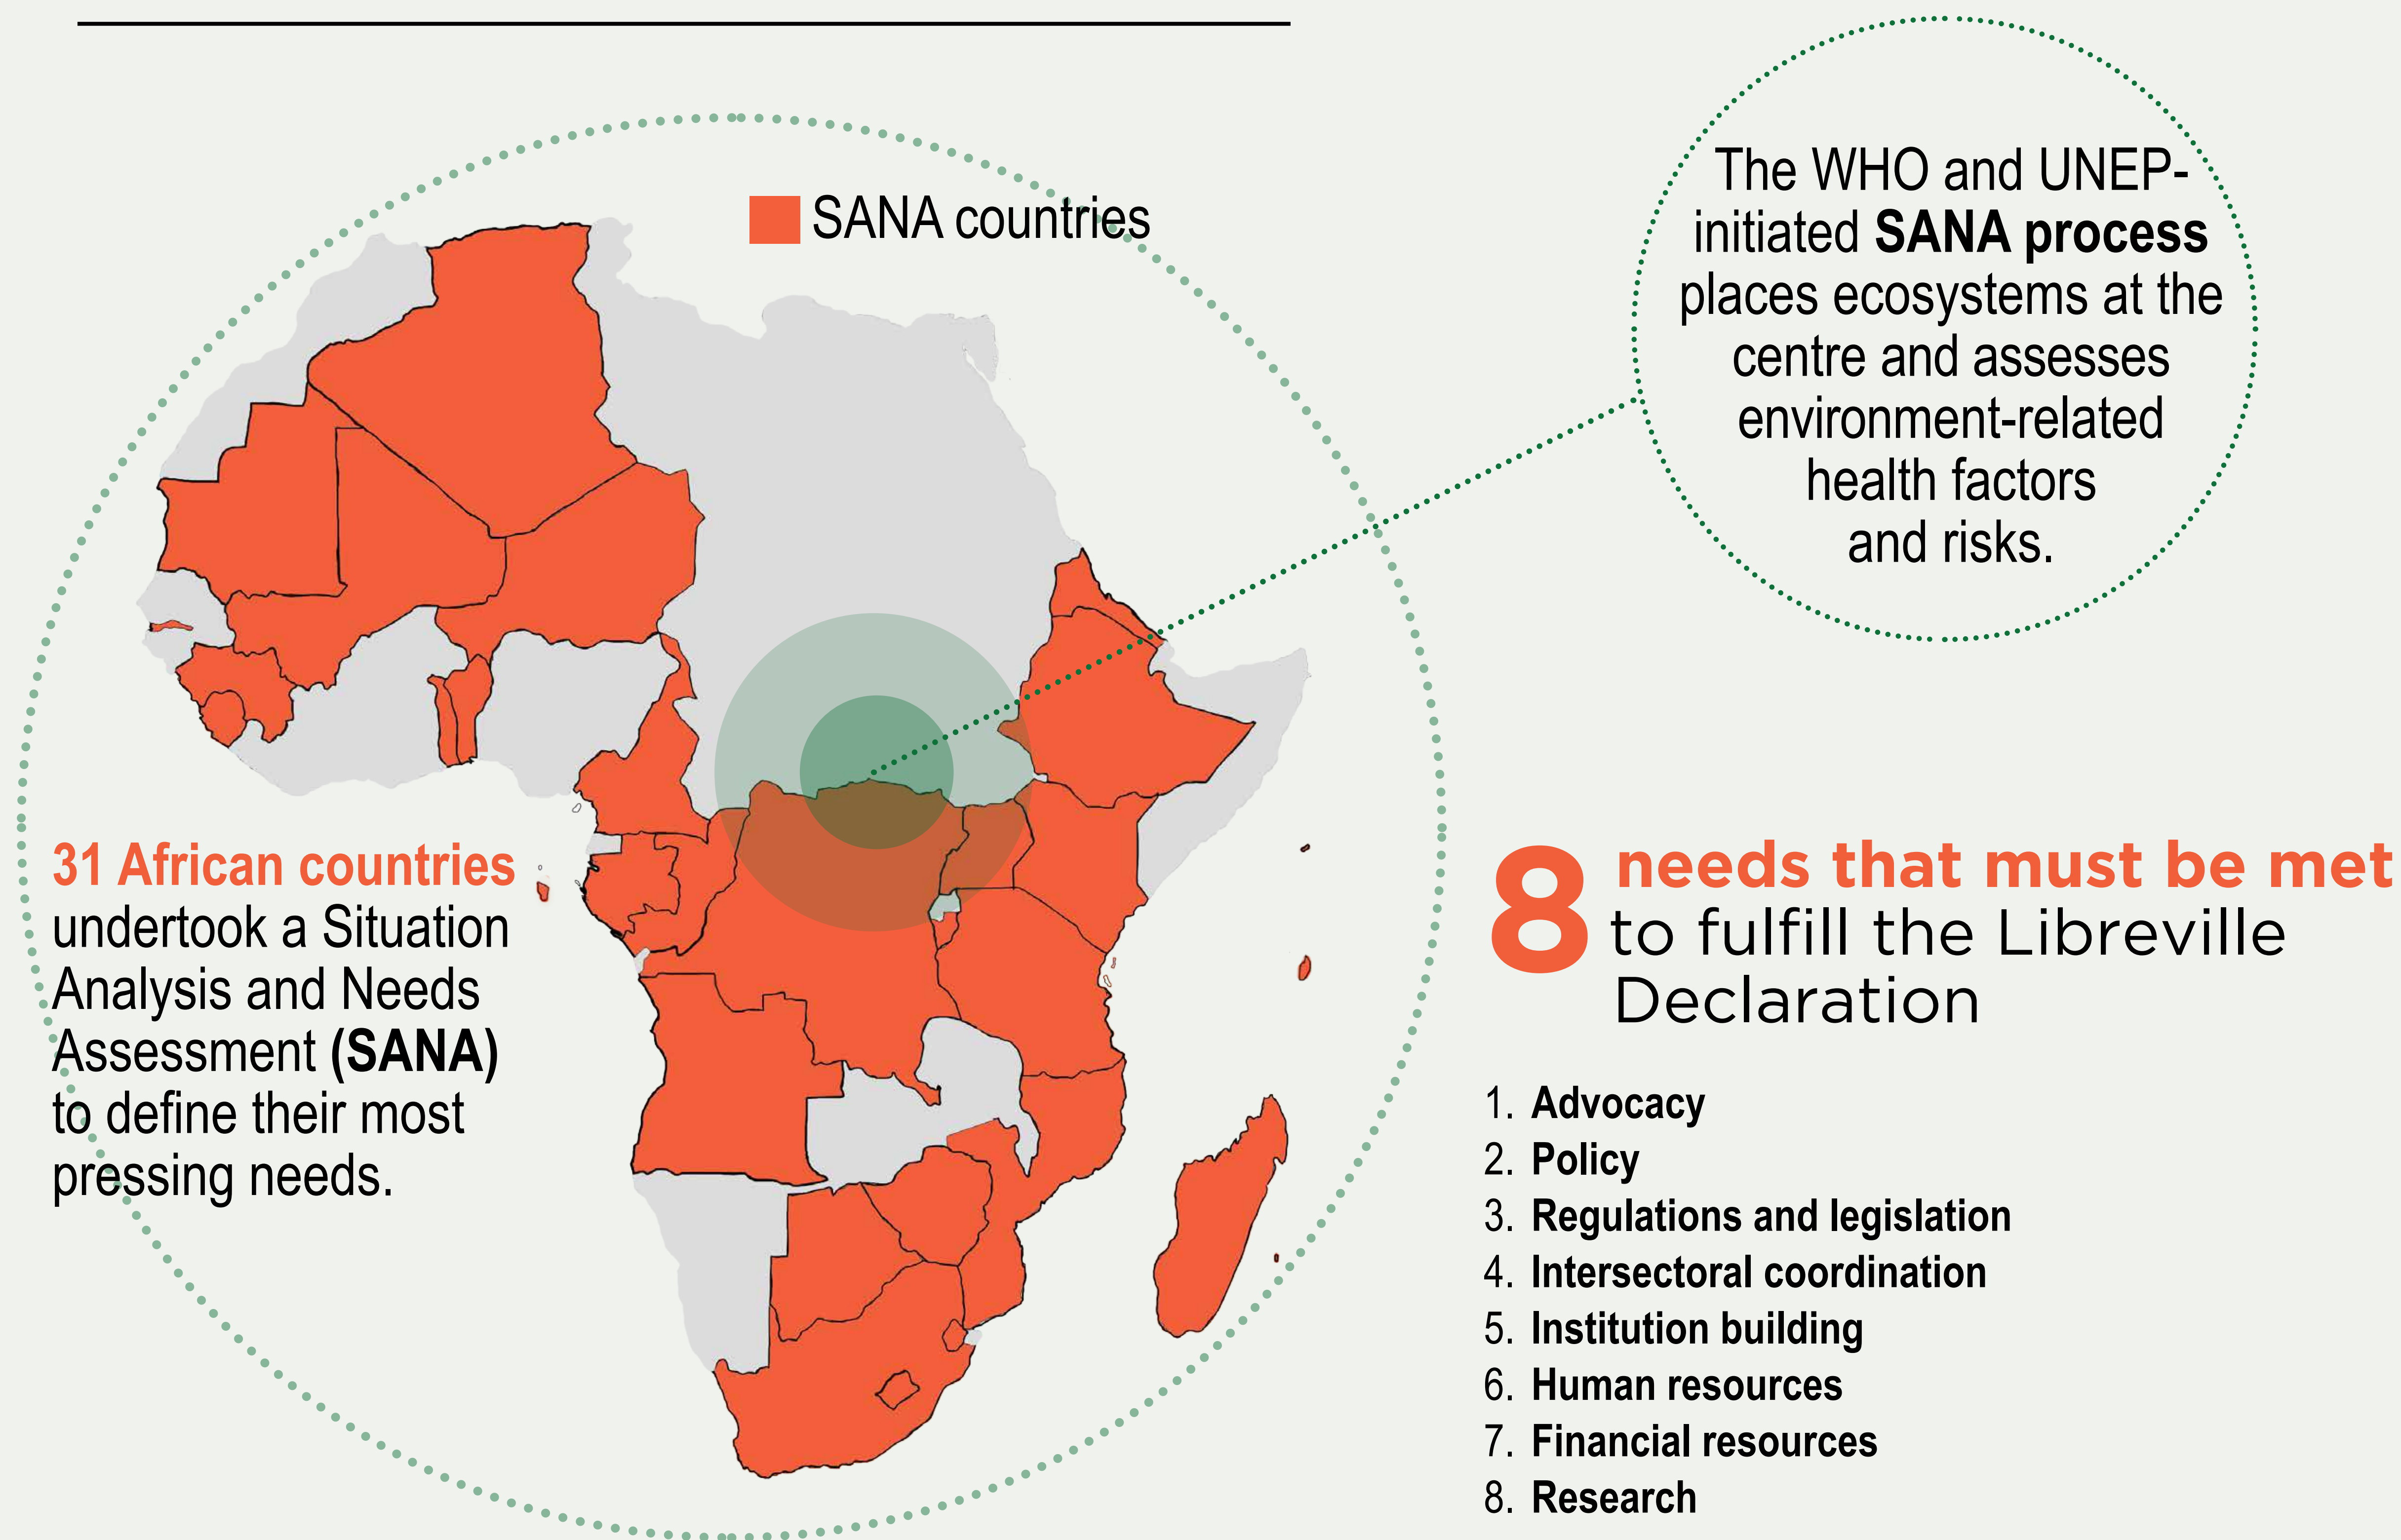 SANA countries
The WHO and UNEP-
initiated SANA process
places ecosystems at the
centre and assesses
environment-related
health factors
and risks.
31 African countries
undertook a Situation
Analysis and Needs
Assessment (SANA)
to define their most
pressing needs.
8 needs that must be met
to fulfill the Libreville
Declaration
1. Advocacy
2. Policy
3. Regulations and legislation
4. Intersectoral coordination
5. Institution building
6. Human resources
7. Financial resources
8. Research